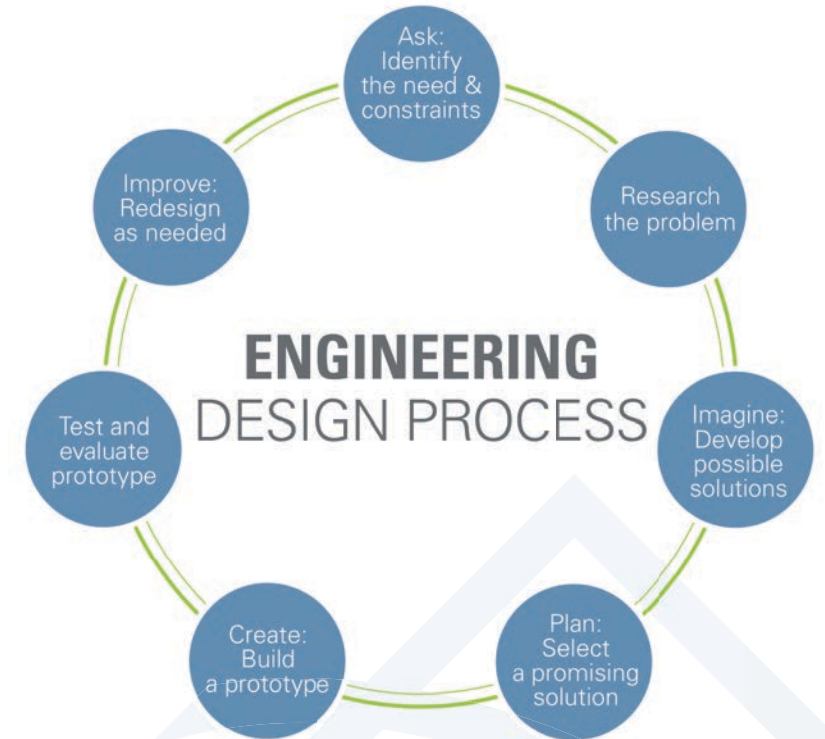 Ask:
Identify
the need &
constraints
Research
the problem
Imagine:
Develop
possible
solutions
Plan:
Select
a promising
solution
Create:
Build
a prototype
Test and
evaluate
prototype
Improve:
Redesign
as needed
ENGINEERING
DESIGN PROCESS